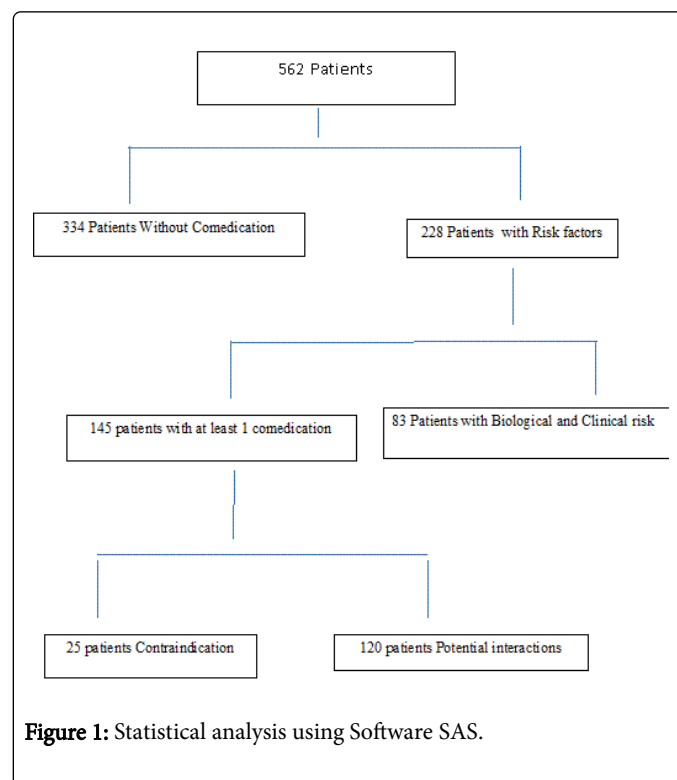 562 Patients
334 Patients Without Comedication
228 Patients with Risk factors
145 patients with at least 1 comedication
83 Patients with Biological and Clinical risk
25 patients Contraindication
120 patients Potential interactions
Figure 1: Statistical analysis using Software SAS.